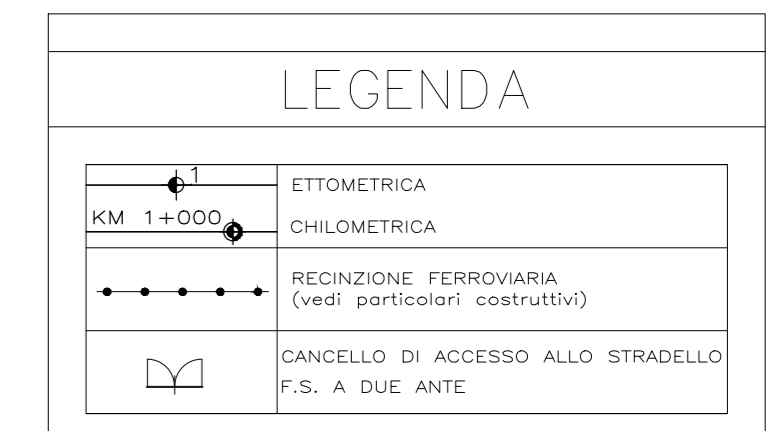 LEGENDA
1
ETTOMETRICA
KM 1+000
CHILOMETRICA
RECINZIONE FERROVIARIA
(vedi particolari costruttivi)
CANCELLO DI ACCESSO ALLO STRADELLO
F.S. A DUE ANTE